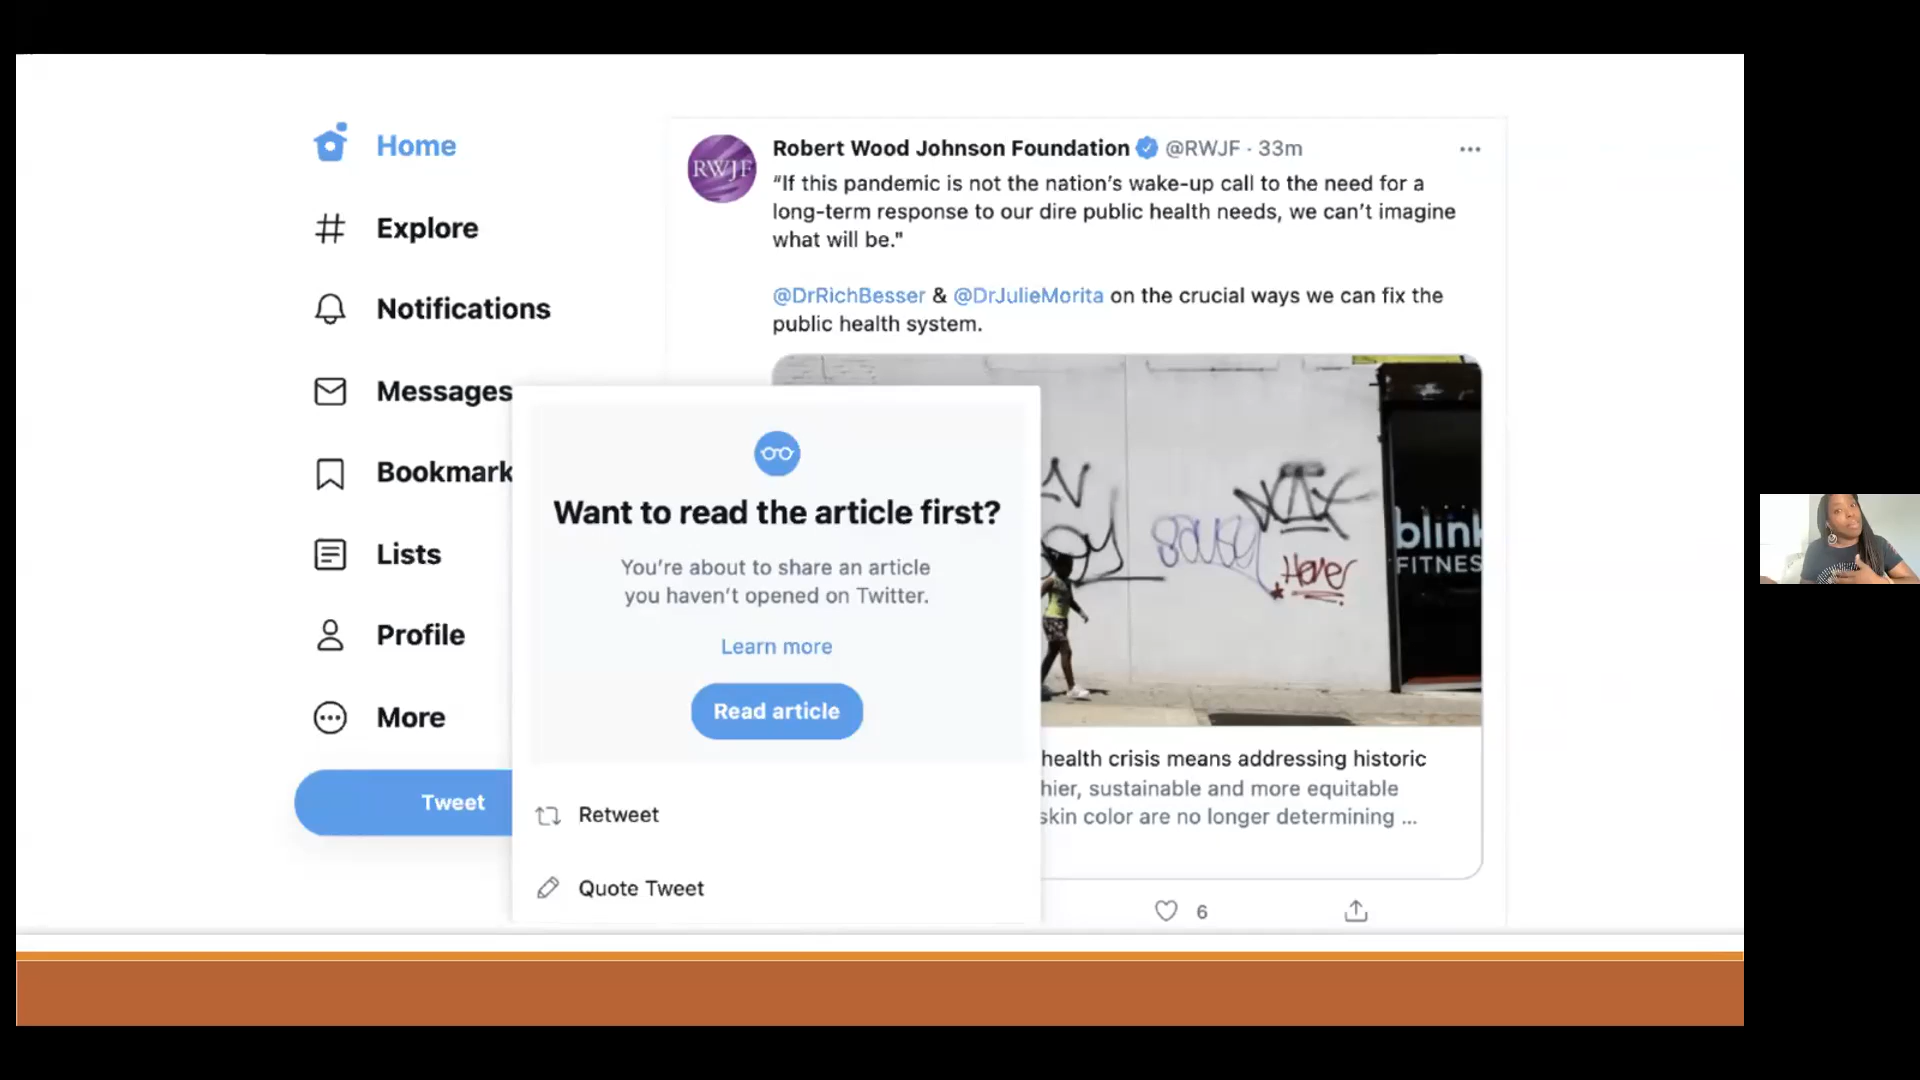 Home
Explore
Notifications
Messages
Bookmark
Lists
Profile
More
Tweet
RWJF
Robert Wood Johnson Foundation @RWJF · 33m
“If this pandemic is not the nation’s wake-up call to the need for a
long-term response to our dire public health needs, we can’t imagine
what will be."
@DrRichBesser & @DrJulieMorita on the crucial ways we can fix the
public health system.
blink
FITNES
Hover
Want to read the article first?
You’re about to share an article
you haven’t opened on Twitter.
Learn more
Read article
Retweet
Quote Tweet
health crisis means addressing historic
hier, sustainable and more equitable
skin color are no longer determining ...
6